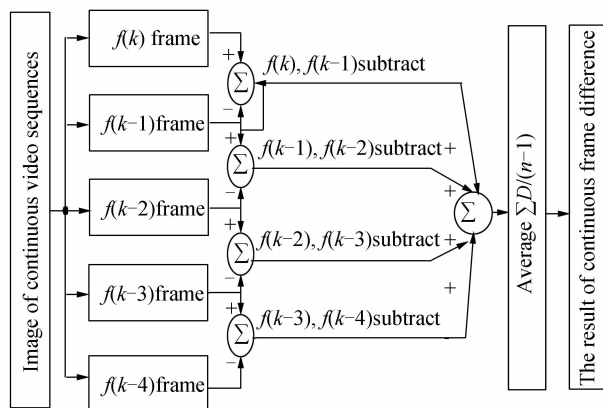 Image of continuous video sequences
f(k) frame
f(k−1)frame
f(k−2)frame
f(k−3)frame
f(k−4)frame
+
Σ
−
+
Σ
−
+
Σ
−
+
Σ
−
f(k), f(k−1)subtract
f(k−1), f(k−2)subtract+
f(k−2), f(k−3)subtract +
f(k−3), f(k−4)subtract
+
+
Σ
Average ΣD/(n−1)
The result of continuous frame difference